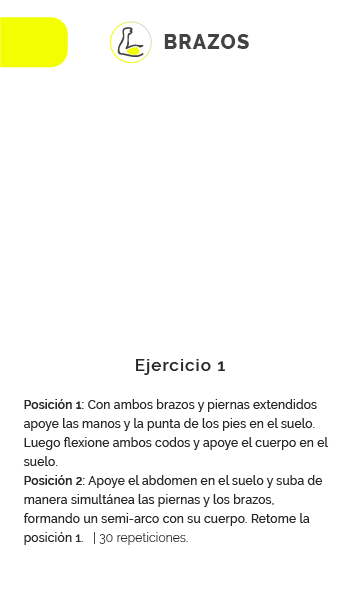 BRAZOS
Ejercicio 1
Posición 1: Con ambos brazos y piernas extendidos
apoye las manos y la punta de los pies en el suelo.
Luego flexione ambos codos y apoye el cuerpo en el
suelo.
Posición 2: Apoye el abdomen en el suelo y suba de
manera simultánea las piernas y los brazos,
formando un semi-arco con su cuerpo. Retome la
posición 1. | 30 repeticiones.